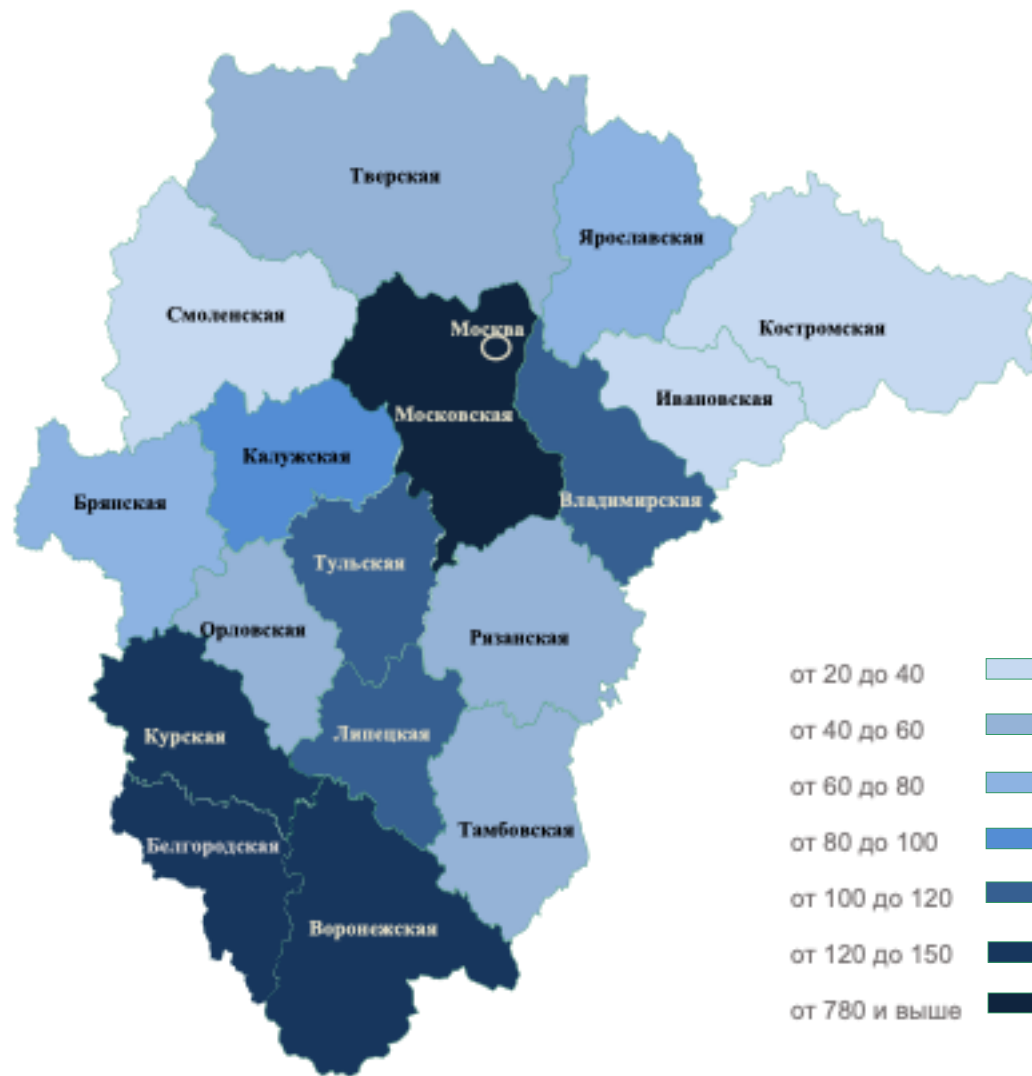 Тверская
Ярославская
Смоленская
Москва
Костромская
Ивановская
Московская
Калужская
Брянская
Владимирская
Тульская
Орловская
Рязанская
Курская
Липецкая
Тамбовская
Белгородская
Воронежская
от 20 до 40
от 40 до 60
от 60 до 80
от 80 до 100
от 100 до 120
от 120 до 150
от 780 и выше